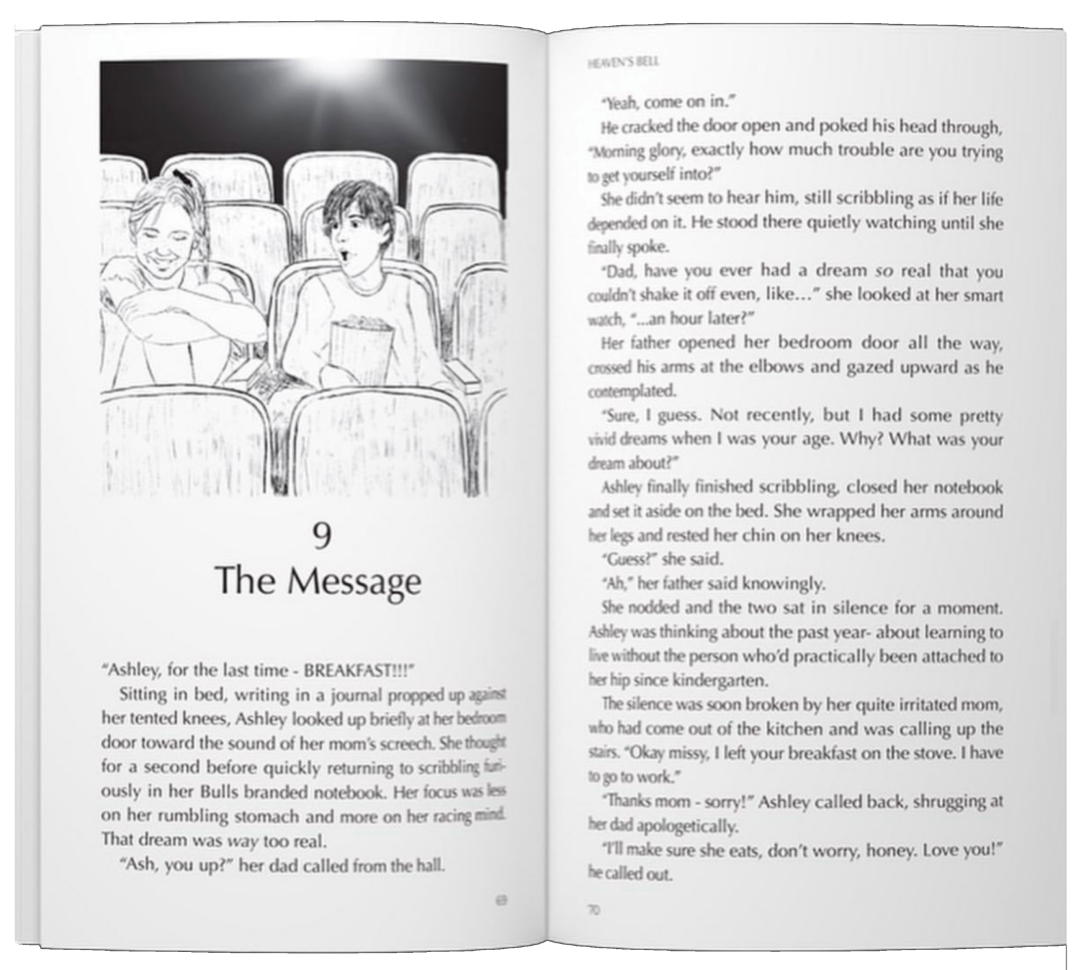 9
The Message
“Ashley, for the last time - BREAKFAST!!!”
Sitting in bed, writing in a journal propped up against
her tented knees, Ashley looked up briefly at her bedroom
door toward the sound of her mom’s screech. She thought
for a second before quickly returning to scribbling furi-
ously in her Bulls branded notebook. Her focus was less
on her rumbling stomach and more on her racing mind.
That dream was way too real.
“Ash, you up?” her dad called from the hall.
69
HEAVEN’S BELL
“Yeah, come on in.”
He cracked the door open and poked his head through,
“Morning glory, exactly how much trouble are you trying
to get yourself into?”
She didn’t seem to hear him, still scribbling as if her life
depended on it. He stood there quietly watching until she
finally spoke.
“Dad, have you ever had a dream so real that you
couldn’t shake it off even, like…” she looked at her smart
watch, “...an hour later?”
Her father opened her bedroom door all the way,
crossed his arms at the elbows and gazed upward as he
contemplated.
“Sure, I guess. Not recently, but I had some pretty
vivid dreams when I was your age. Why? What was your
dream about?”
Ashley finally finished scribbling, closed her notebook
and set it aside on the bed. She wrapped her arms around
her legs and rested her chin on her knees.
“Guess?” she said.
“Ah,” her father said knowingly.
She nodded and the two sat in silence for a moment.
Ashley was thinking about the past year- about learning to
live without the person who’d practically been attached to
her hip since kindergarten.
The silence was soon broken by her quite irritated mom,
who had come out of the kitchen and was calling up the
stairs. “Okay missy, I left your breakfast on the stove. I have
to go to work.”
“Thanks mom - sorry!” Ashley called back, shrugging at
her dad apologetically.
“I’ll make sure she eats, don’t worry, honey. Love you!”
he called out.
70